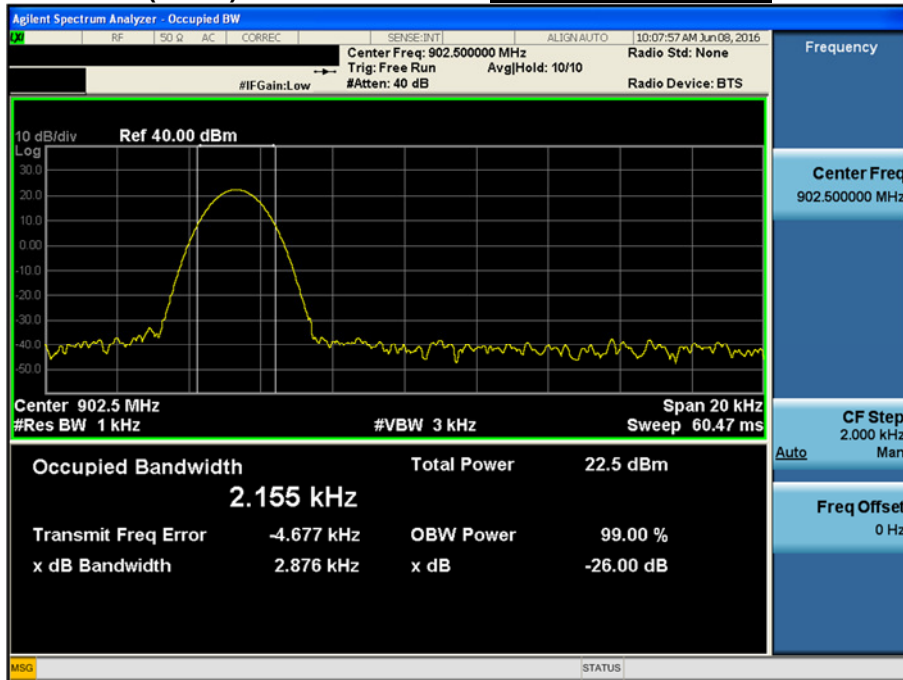 Agilent Spectrum Analyzer - Occupied BW
LXI RF 50 Ω AC CORREC SENSE:INT ALIGN AUTO 10:07:57 AM Jun 08, 2016
Center Freq: 902.500000 MHz Radio Std: None
Trig: Free Run Avg|Hold: 10/10
#IFGain:Low #Atten: 40 dB Radio Device: BTS
Frequency
10 dB/div Ref 40.00 dBm
Log
30.0
20.0
10.0
0.00
-10.0
-20.0
-30.0
-40.0
-50.0
Center 902.5 MHz Span 20 kHz
#Res BW 1 kHz #VBW 3 kHz Sweep 60.47 ms
Center Freq
902.500000 MHz
CF Step
2.000 kHz
Auto Man
Freq Offset
0 Hz
Occupied Bandwidth Total Power 22.5 dBm
2.155 kHz
Transmit Freq Error -4.677 kHz OBW Power 99.00 %
x dB Bandwidth 2.876 kHz x dB -26.00 dB
MSG STATUS